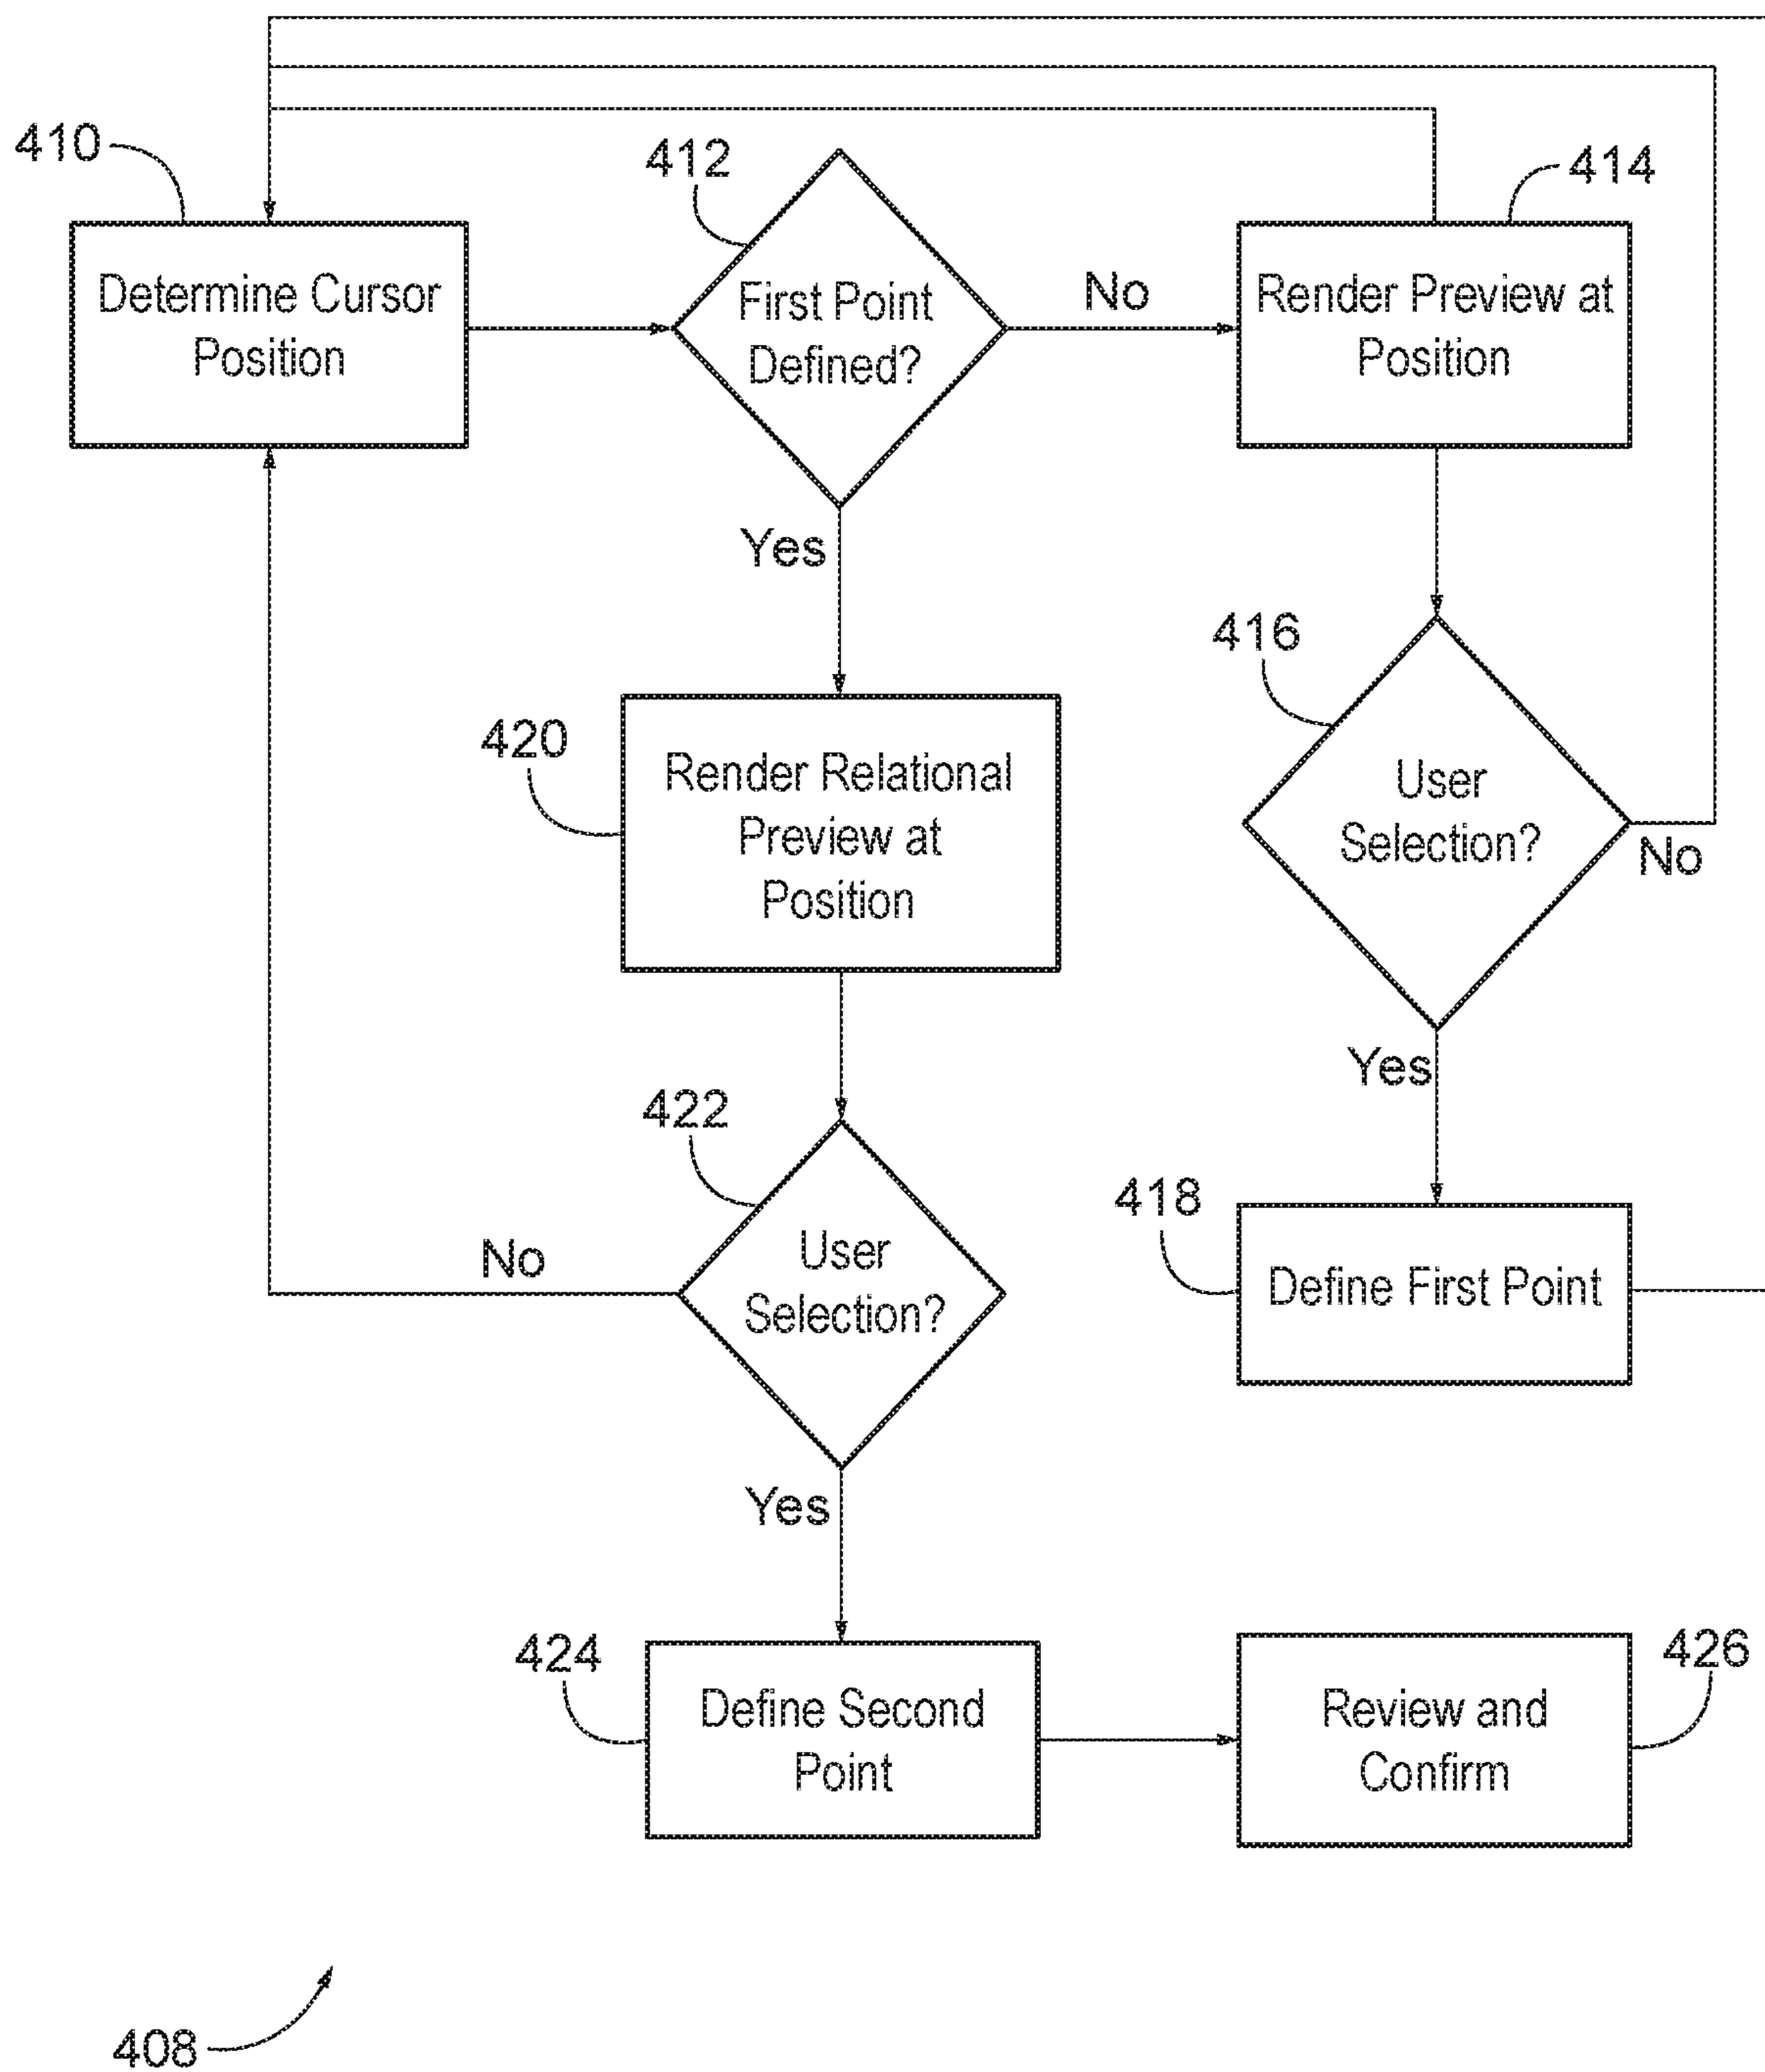 410
412
414
Determine Cursor
Position
First Point
Defined?
No
Render Preview at
Position
Yes
416
420
Render Relational
Preview at
Position
User
Selection?
No
Yes
422
418
No
User
Selection?
Define First Point
Yes
424
426
Define Second
Point
Review and
Confirm
408